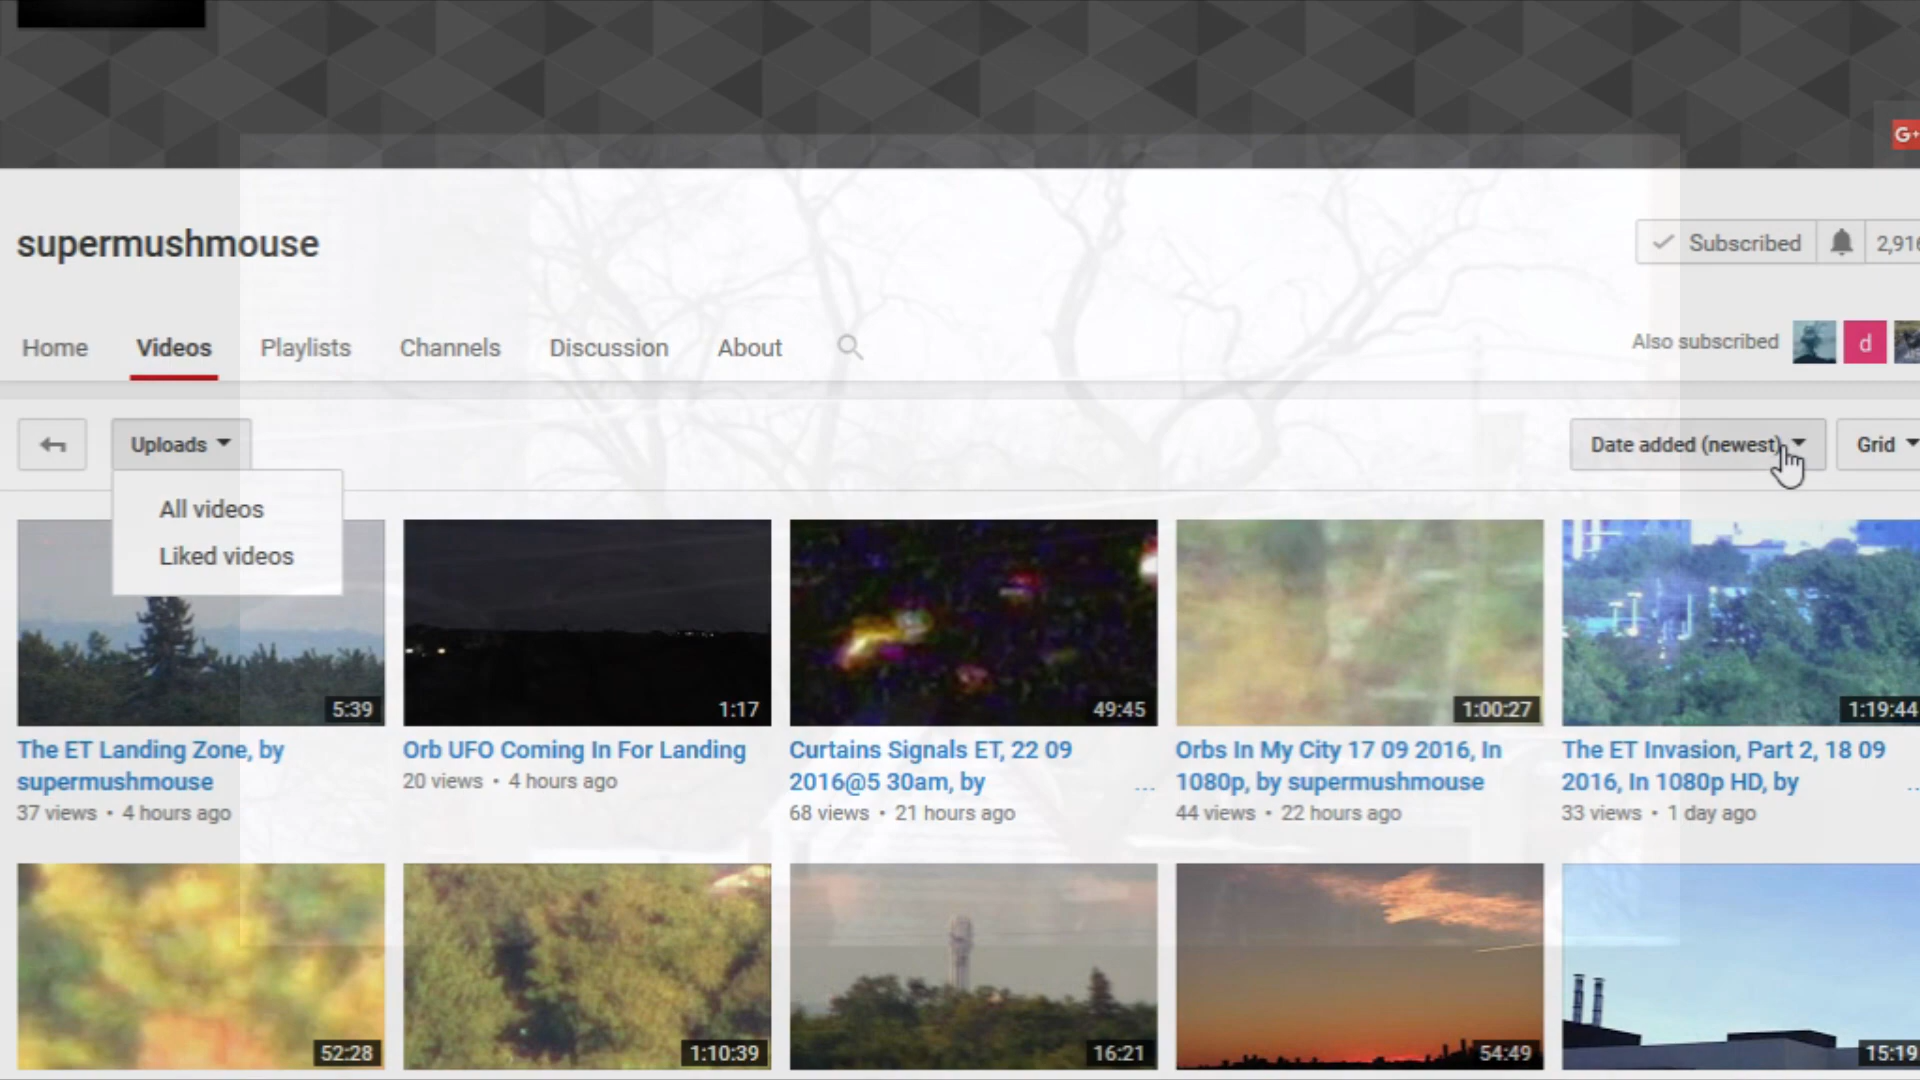 G+
supermushmouse
Subscribed
2,916
Home Videos Playlists Channels Discussion About
Also subscribed
d
Uploads
Date added (newest)
Grid
All videos
Liked videos
5:39
1:17
49:45
1:00:27
1:19:44
The ET Landing Zone, by
supermushmouse
37 views • 4 hours ago
Orb UFO Coming In For Landing
20 views • 4 hours ago
Curtains Signals ET, 22 09
2016@5 30am, by ...
68 views • 21 hours ago
Orbs In My City 17 09 2016, In
1080p, by supermushmouse
44 views • 22 hours ago
The ET Invasion, Part 2, 18 09
2016, In 1080p HD, by ..
33 views • 1 day ago
52:28
1:10:39
16:21
54:49
15:19